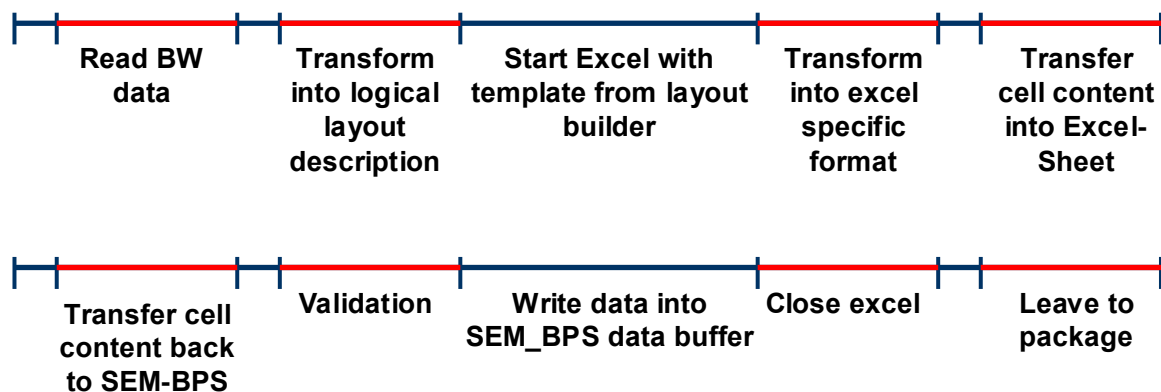 Read BW
data
Transform
into logical
layout
description
Start Excel with
template from layout
builder
Transform
into excel
specific
format
Transfer
cell content
into Excel-
Sheet
Transfer cell
content back
to SEM-BPS
Validation
Write data into
SEM_BPS data buffer
Close excel
Leave to
package